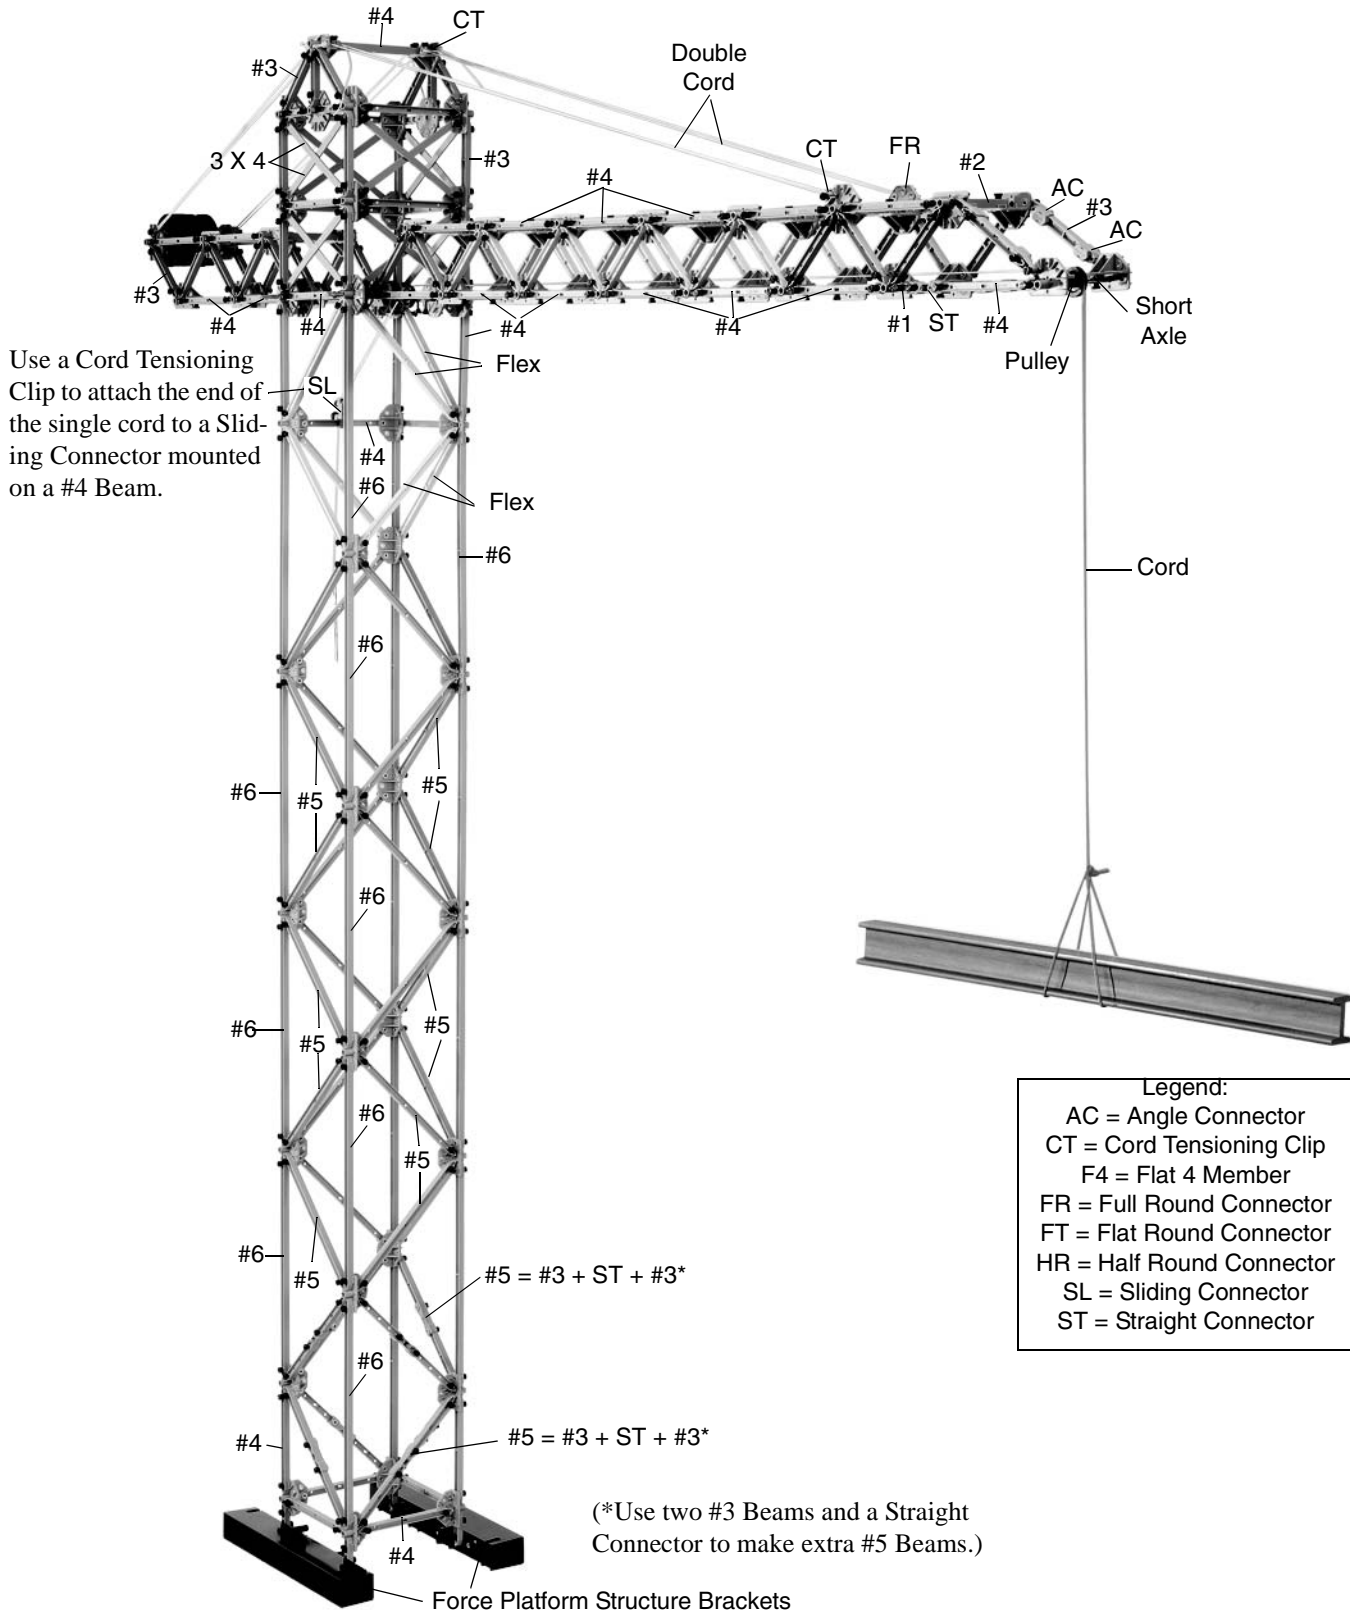 #4
CT
Double
Cord
#3
3 X 4
#3
CT
FR
#2
AC
#3
AC
#4
#3
#4
#4
#4
#4
#1
ST
#4
Short
Axle
Pulley
Use a Cord Tensioning
Clip to attach the end of
the single cord to a Slid-
ing Connector mounted
on a #4 Beam.
SL
Flex
#4
#6
Flex
#6
Cord
#6
#6
#5
#5
#6
#6
#5
#5
#6
#5
#6
#5
#5 = #3 + ST + #3*
#6
#4
#5 = #3 + ST + #3*
(*Use two #3 Beams and a Straight
Connector to make extra #5 Beams.)
#4
Force Platform Structure Brackets
Legend:
AC = Angle Connector
CT = Cord Tensioning Clip
F4 = Flat 4 Member
FR = Full Round Connector
FT = Flat Round Connector
HR = Half Round Connector
SL = Sliding Connector
ST = Straight Connector